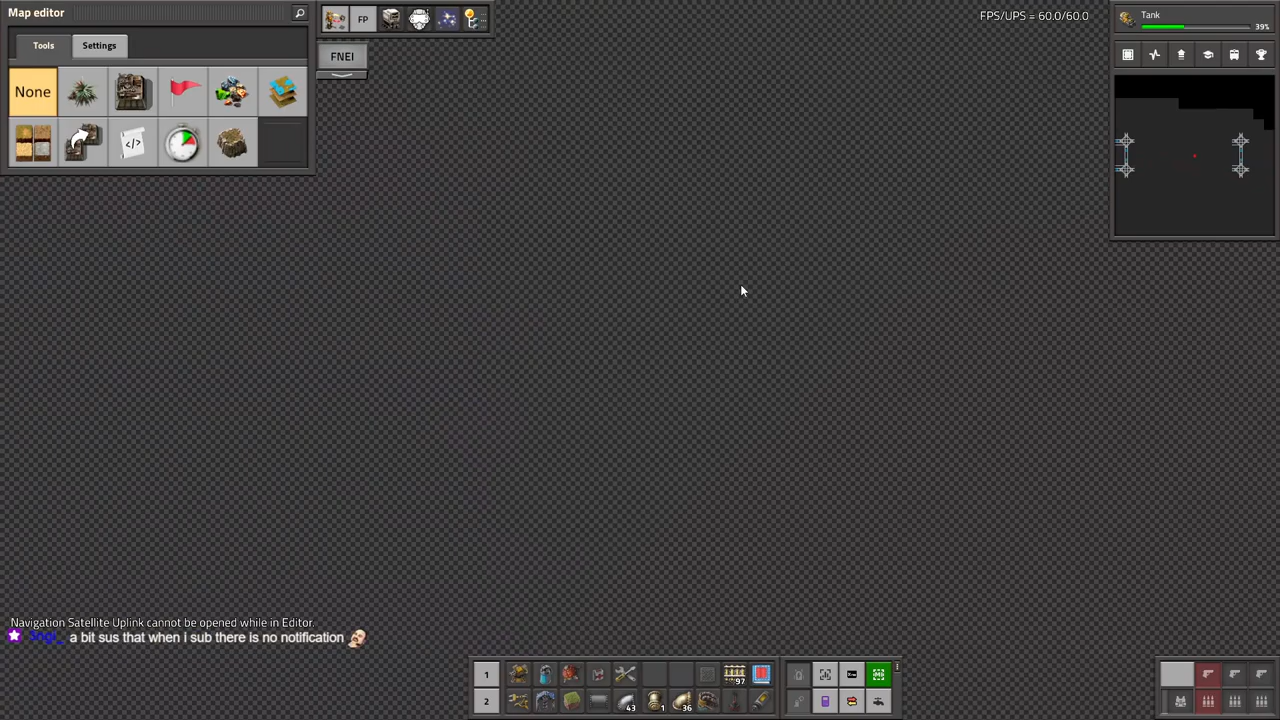 Map editor
FP
FPS/UPS = 60.0/60.0
Tank
39%
Tools
Settings
FNEI
None
</>
Navigation Satellite Uplink cannot be opened while in Editor.
3ngi_ a bit sus that when i sub there is no notification
1
97
2
43
1
36